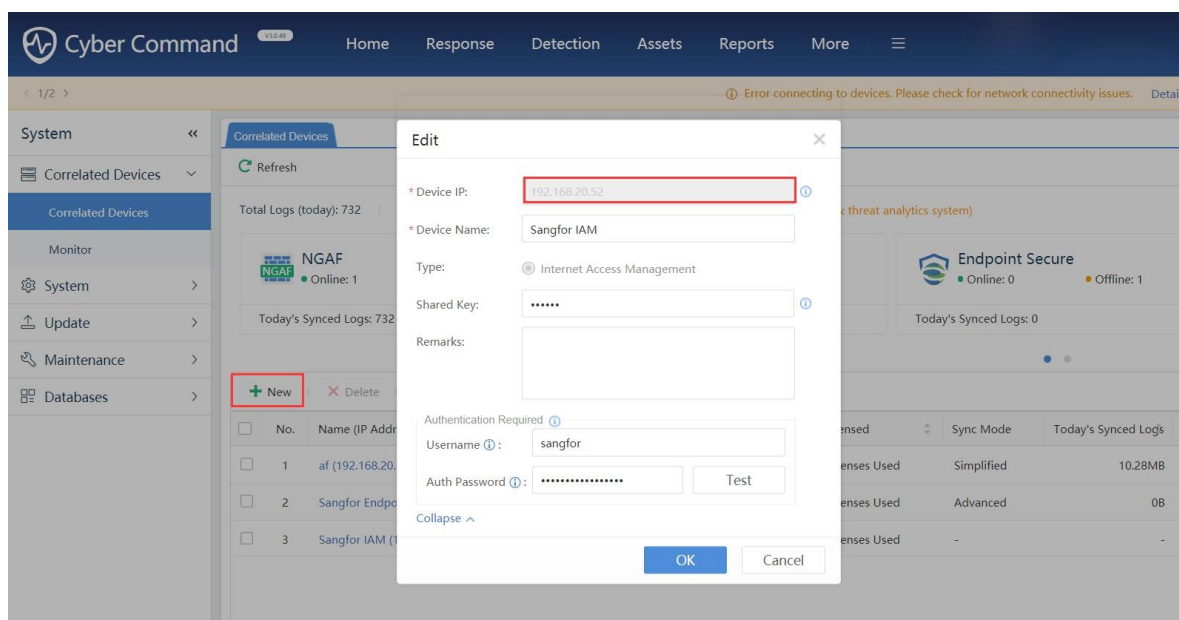 Cyber Command V3.0.48 Home Response Detection Assets Reports More
< 1/2 > Error connecting to devices. Please check for network connectivity issues. Detai
System «
Correlated Devices
Correlated Devices
Monitor
System
Update
Maintenance
Databases
Correlated Devices
Refresh
Total Logs (today): 732
threat analytics system)
NGAF
NGAF
Online: 1
Today's Synced Logs: 732
Endpoint Secure
Online: 0 Offline: 1
Today's Synced Logs: 0
New Delete
No. Name (IP Addr ensed Sync Mode Today's Synced Logs
1 af (192.168.20. enses Used Simplified 10.28MB
2 Sangfor Endpo enses Used Advanced 0B
3 Sangfor IAM (1 enses Used - -
Edit
* Device IP: 192.168.20.52
* Device Name: Sangfor IAM
Type: Internet Access Management
Shared Key: ••••••
Remarks:
Authentication Required
Username : sangfor
Auth Password : ••••••••••••••••• Test
Collapse
OK Cancel